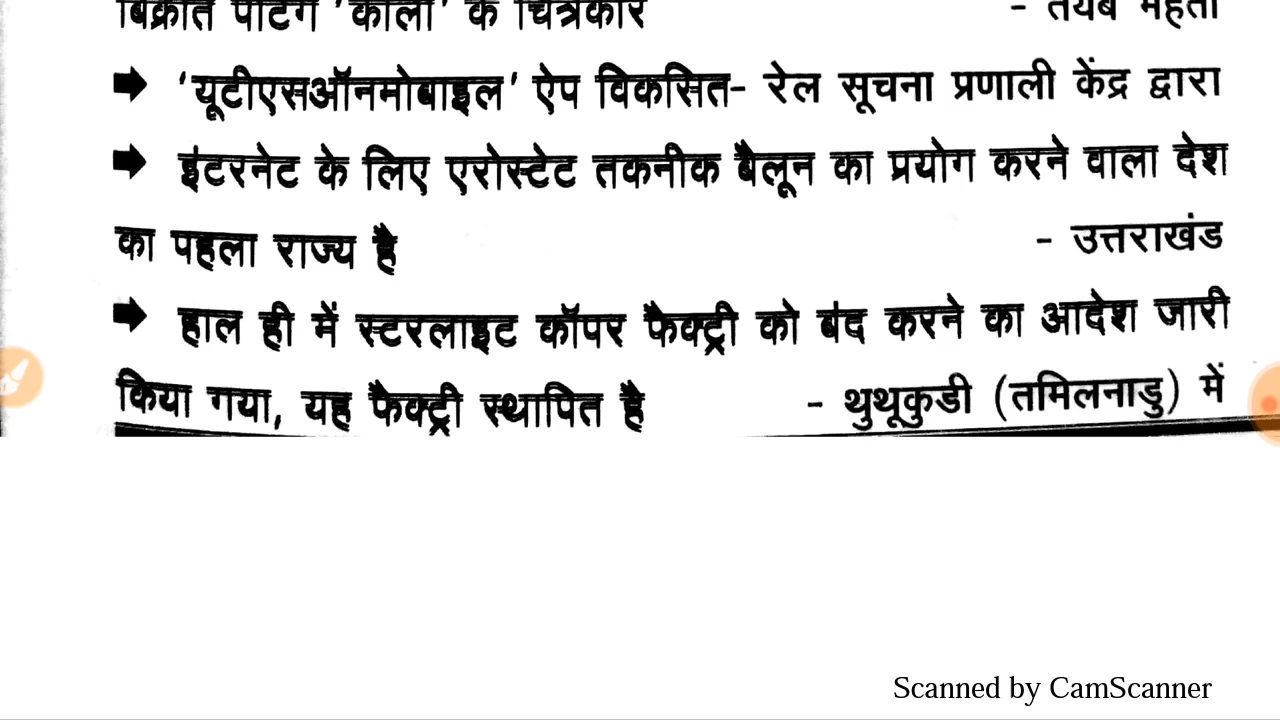 बिक्रीत पेंटिंग 'काली' के चित्रकार - तैयब मेहता
➡ 'यूटीएसऑनमोबाइल' ऐप विकसित- रेल सूचना प्रणाली केंद्र द्वारा
➡ इंटरनेट के लिए एरोस्टेट तकनीक बैलून का प्रयोग करने वाला देश
का पहला राज्य है - उत्तराखंड
➡ हाल ही में स्टरलाइट कॉपर फैक्ट्री को बंद करने का आदेश जारी
किया गया, यह फैक्ट्री स्थापित है - थुथूकुडी (तमिलनाडु) में
Scanned by CamScanner